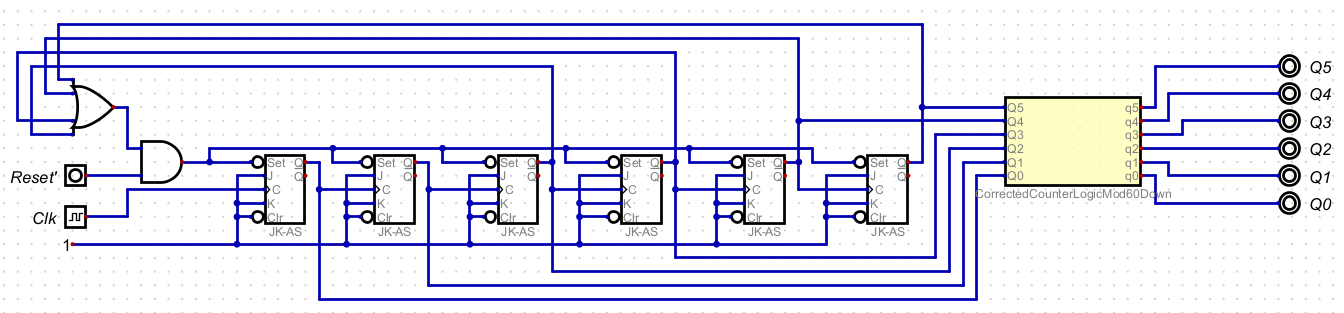 Q5
Q4
Q3
Q2
Q1
Q0
Q5 q5
Q4 q4
Q3 q3
Q2 q2
Q1 q1
Q0 q0
CorrectedCounterLogicMod60Down
Reset'
Clk
1
Set Q
J Q
C
K
Clr
JK-AS
Set Q
J Q
C
K
Clr
JK-AS
Set Q
J Q
C
K
Clr
JK-AS
Set Q
J Q
C
K
Clr
JK-AS
Set Q
J Q
C
K
Clr
JK-AS
Set Q
J Q
C
K
Clr
JK-AS